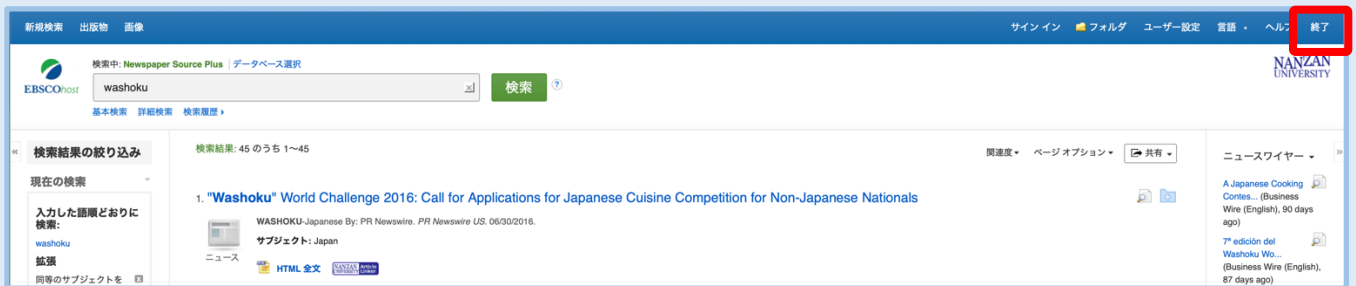 新規検索 出版物 画像 サイン イン フォルダ ユーザー設定 言語 ヘルプ 終了
検索中: Newspaper Source Plus | データベース選択
NANZAN
UNIVERSITY
EBSCOhost washoku 検索 ?
基本検索 詳細検索 検索履歴
« 検索結果の絞り込み
検索結果: 45 のうち 1~45
関連度 ページ オプション 共有
ニュースワイヤー »
現在の検索
入力した語順どおりに
検索:
washoku
拡張
同等のサブジェクトを
1. "Washoku" World Challenge 2016: Call for Applications for Japanese Cuisine Competition for Non-Japanese Nationals
WASHOKU-Japanese By: PR Newswire. PR Newswire US. 06/30/2016.
サブジェクト: Japan
ニュース
HTML 全文 NANZAN UNIVERSITY Article Linker
A Japanese Cooking
Contes... (Business
Wire (English), 90 days
ago)
7ª edición del
Washoku Wo...
(Business Wire (English),
87 days ago)